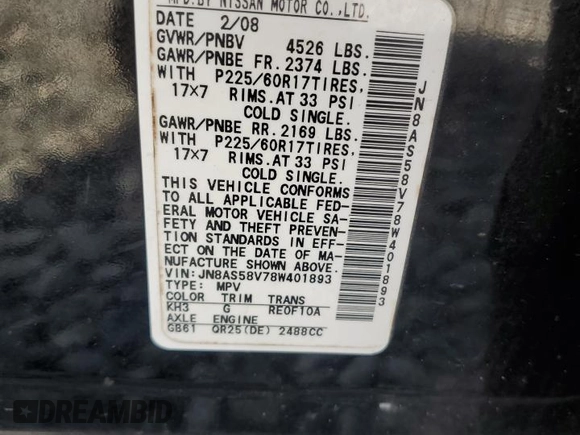 MFD.BY NISSAN MOTOR CO.,LTD.
DATE 2/08
GVWR/PNBV 4526 LBS.
GAWR/PNBE FR. 2374 LBS.
WITH P225/60R17TIRES,
17×7 RIMS.AT 33 PSI
COLD SINGLE.
GAWR/PNBE RR. 2169 LBS.
WITH P225/60R17TIRES,
17×7 RIMS.AT 33 PSI
COLD SINGLE.
THIS VEHICLE CONFORMS
TO ALL APPLICABLE FED-
ERAL MOTOR VEHICLE SA-
FETY AND THEFT PREVEN-
TION STANDARDS IN EFF-
ECT ON THE DATE OF MA-
NUFACTURE SHOWN ABOVE.
VIN:JN8AS58V78W401893
TYPE: MPV
COLOR TRIM TRANS
KH3 G RE0F10A
AXLE ENGINE
GB61 QR25(DE) 2488CC
JN8AS58V78W401893
DREAMBID